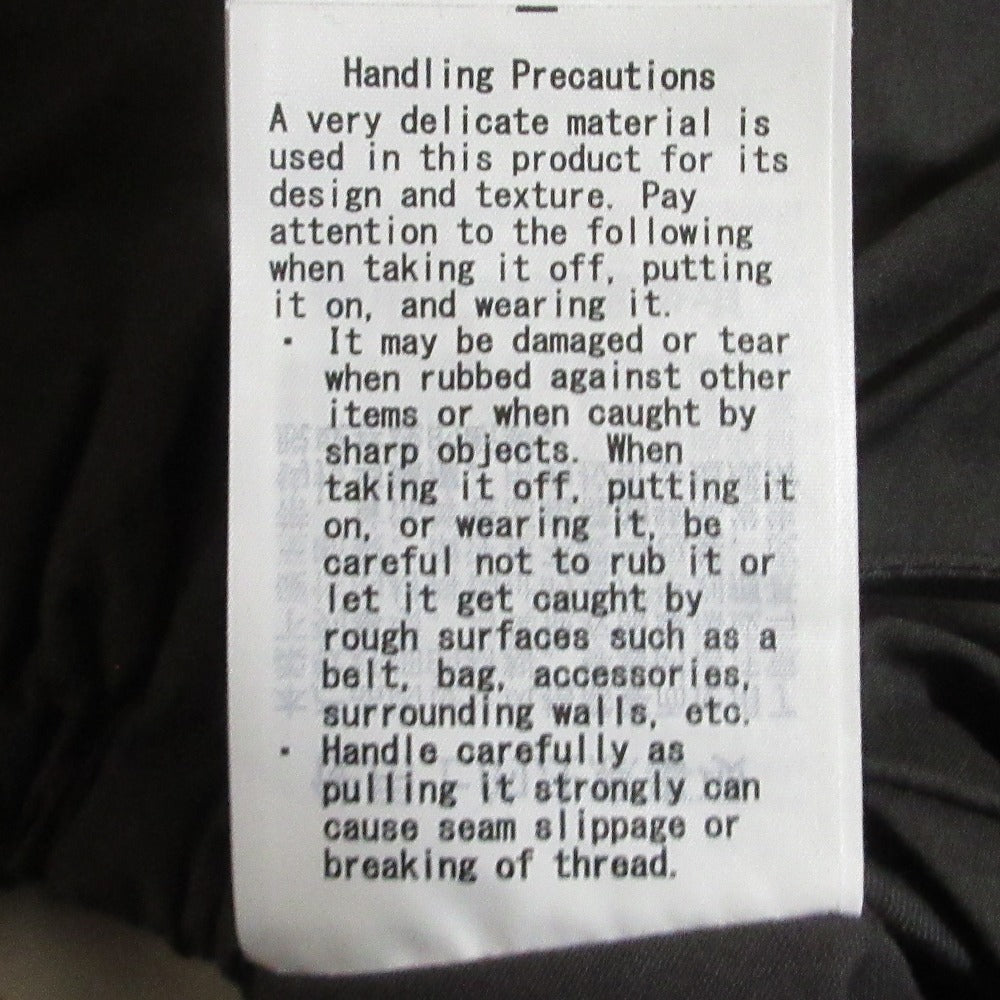 Handling Precautions
A very delicate material is
used in this product for its
design and texture. Pay
attention to the following
when taking it off, putting
it on, and wearing it.
・ It may be damaged or tear
when rubbed against other
items or when caught by
sharp objects. When
taking it off, putting it
on, or wearing it, be
careful not to rub it or
let it get caught by
rough surfaces such as a
belt, bag, accessories,
surrounding walls, etc.
・ Handle carefully as
pulling it strongly can
cause seam slippage or
breaking of thread.